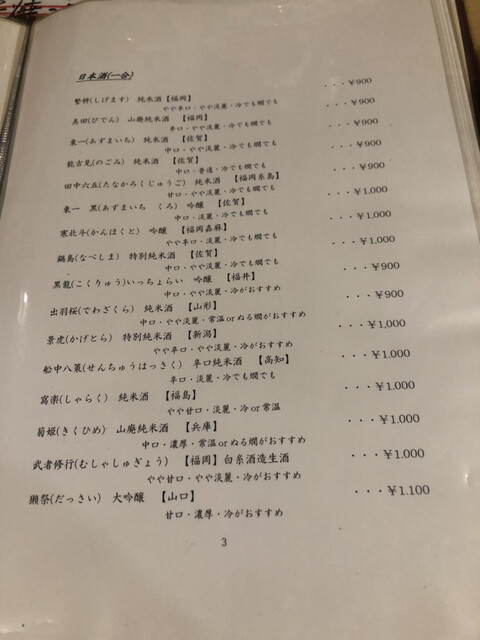 日本酒(一合)
繁桝(しげます) 純米酒【福岡】 ・・・¥900
やや辛口・やや淡麗・冷でも燗でも
美田(びでん) 山廃純米酒 【福岡】 ・・・¥900
辛口・やや淡麗・冷でも燗でも
東一(あずまいち) 純米酒 【佐賀】 ・・・¥900
中口・やや淡麗・冷でも燗でも
能古見(のごみ) 純米酒 【佐賀】 ・・・¥900
中口・普通・冷でも燗でも
田中六五(たなかろくじゅうご) 純米酒 【福岡糸島】 ・・・¥900
甘口・やや淡麗・冷でも燗でも
東一 黒(あずまいち くろ) 吟醸 【佐賀】 ・・・¥1,000
中口・淡麗・冷でも燗でも
寒北斗(かんほくと) 吟醸 【福岡嘉麻】 ・・・¥1,000
やや辛口・淡麗・冷でも燗でも
鍋島(なべしま) 特別純米酒 【佐賀】 ・・・¥1,000
中口・やや淡麗・冷でも燗でも
黒龍(こくりゅう)いっちょらい 吟醸 【福井】 ・・・¥900
中口・やや淡麗・冷がおすすめ
出羽桜(でわざくら) 純米酒 【山形】 ・・・¥900
中口・やや淡麗・常温orぬる燗がおすすめ
景虎(かげとら) 特別純米酒 【新潟】 ・・・¥1,000
やや辛口・やや淡麗・冷がおすすめ
船中八策(せんちゅうはっさく) 辛口純米酒 【高知】 ・・・¥1,000
辛口・淡麗・冷でも燗でも
寫楽(しゃらく) 純米酒 【福島】 ・・・¥1.000
やや甘口・淡麗・冷or常温
菊姫(きくひめ) 山廃純米酒 【兵庫】 ・・・¥1.000
中口・濃厚・常温orぬる燗がおすすめ
武者修行(むしゃしゅぎょう) 【福岡】白糸酒造生酒 ・・・¥1.000
やや甘口・やや淡麗・冷がおすすめ
獺祭(だっさい) 大吟醸 【山口】 ・・・¥1.100
甘口・濃厚・冷がおすすめ
3